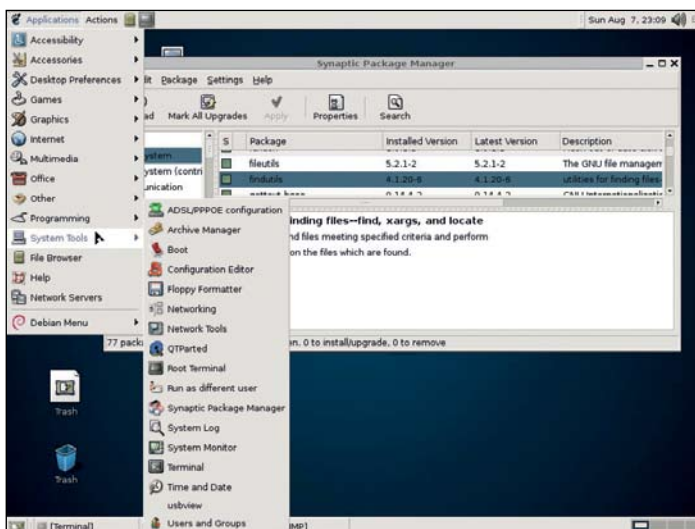 Applications Actions
Sun Aug 7, 23:09
Accessibility
Accessories
Desktop Preferences
Games
Graphics
Internet
Multimedia
Office
Other
Programming
System Tools
File Browser
Help
Network Servers
Debian Menu
Synaptic Package Manager
Package Settings Help
Mark All Upgrades Apply Properties Search
S Package Installed Version Latest Version Description
fileutils 5.2.1-2 5.2.1-2 The GNU file managem
findutils 4.1.20-6 4.1.20-6 utilities for finding files-
inding files--find, xargs, and locate
nd files meeting specified criteria and perform
on the files which are found.
77 packa
en, 0 to install/upgrade, 0 to remove
ADSL/PPPOE configuration
Archive Manager
Boot
Configuration Editor
Floppy Formatter
Networking
Network Tools
QTParted
Root Terminal
Run as different user
Synaptic Package Manager
System Log
System Monitor
Terminal
Time and Date
usbview
Users and Groups
Trash
Trash
[Terminal]